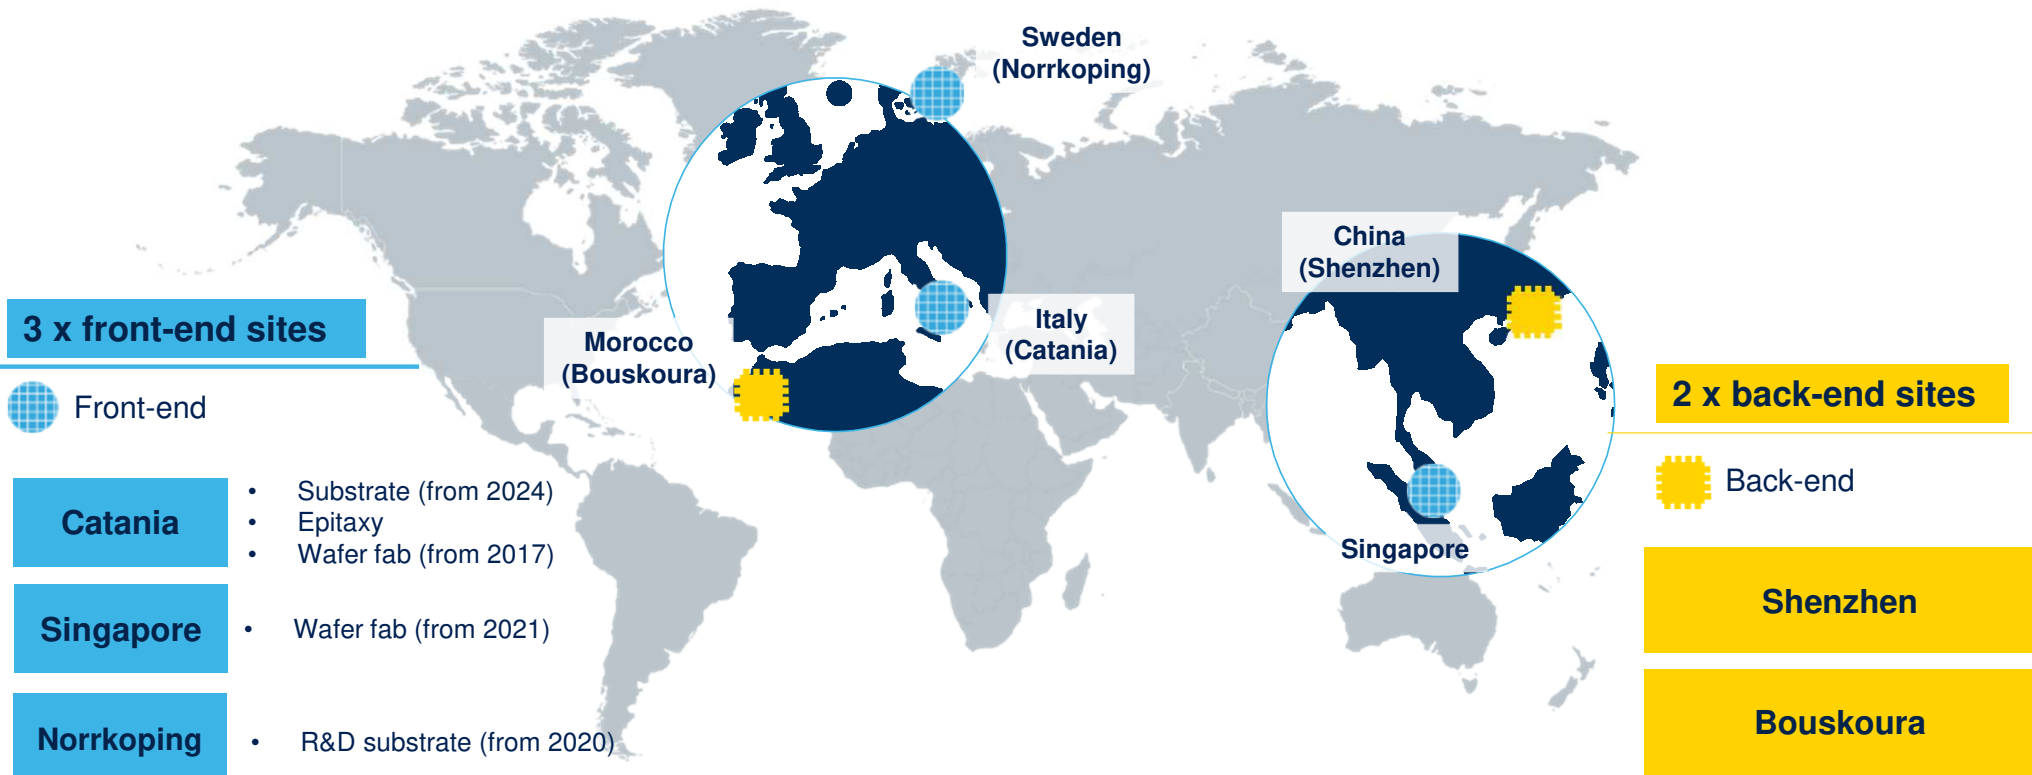 Sweden
(Norrkoping)
China
(Shenzhen)
3 x front-end sites
Italy
(Catania)
Morocco
(Bouskoura)
Front-end
2 x back-end sites
Back-end
Catania
• Substrate (from 2024)
• Epitaxy
• Wafer fab (from 2017)
Singapore
Singapore
• Wafer fab (from 2021)
Shenzhen
Norrkoping
• R&D substrate (from 2020)
Bouskoura